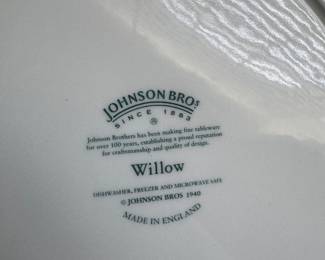 JOHNSON BROS
SINCE 1883
®
Johnson Brothers has been making fine tableware
for over 100 years, establishing a proud reputation
for craftsmanship and quality of design.
Willow
DISHWASHER, FREEZER AND MICROWAVE SAFE
© JOHNSON BROS 1940
MADE IN ENGLAND